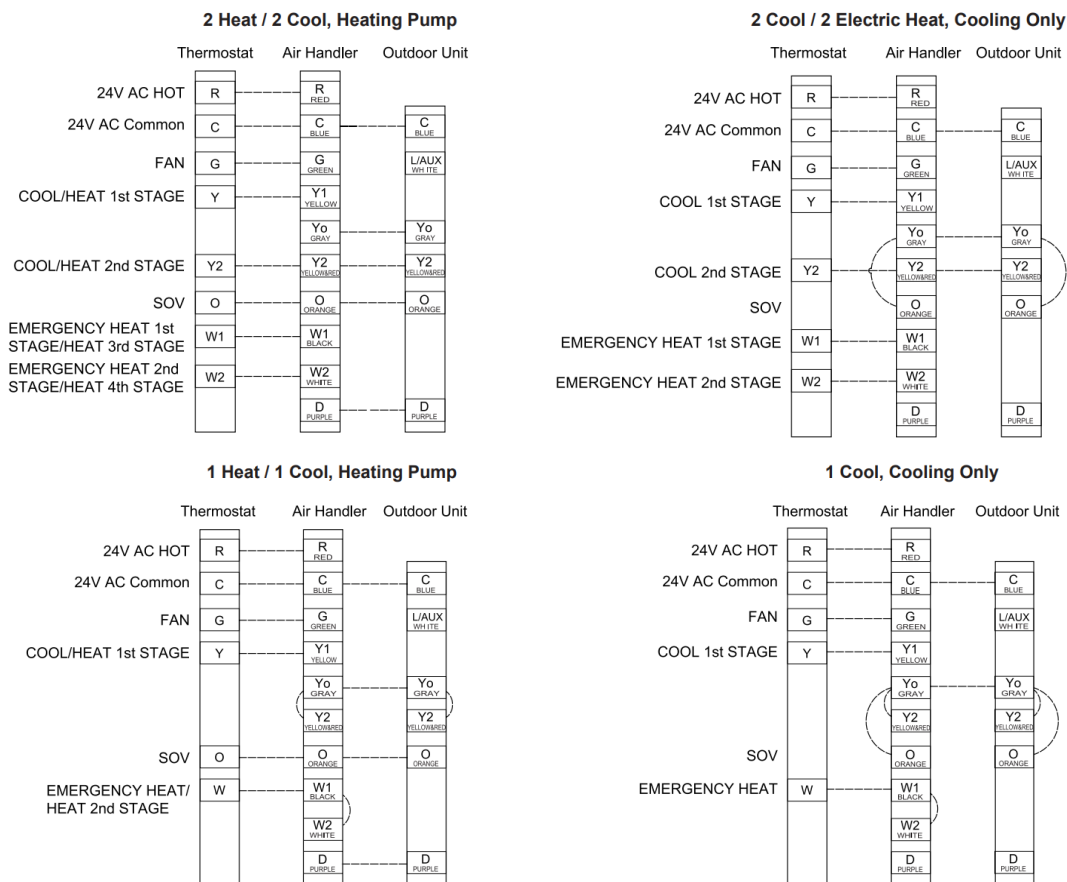 2 Heat / 2 Cool, Heating Pump
Thermostat Air Handler Outdoor Unit
24V AC HOT R R
RED
24V AC Common C C C
BLUE BLUE
FAN G G L/AUX
GREEN WH ITE
COOL/HEAT 1st STAGE Y Y1
YELLOW
Yo Yo
GRAY GRAY
COOL/HEAT 2nd STAGE Y2 Y2 Y2
YELLOW&RED YELLOW&RED
SOV O O O
ORANGE ORANGE
EMERGENCY HEAT 1st
STAGE/HEAT 3rd STAGE W1 W1
BLACK
EMERGENCY HEAT 2nd
STAGE/HEAT 4th STAGE W2 W2
WHITE
D D
PURPLE PURPLE
2 Cool / 2 Electric Heat, Cooling Only
Thermostat Air Handler Outdoor Unit
24V AC HOT R R
RED
24V AC Common C C C
BLUE BLUE
FAN G G L/AUX
GREEN WH ITE
COOL 1st STAGE Y Y1
YELLOW
Yo Yo
GRAY GRAY
COOL 2nd STAGE Y2 Y2 Y2
YELLOW&RED YELLOW&RED
SOV O O
ORANGE ORANGE
EMERGENCY HEAT 1st STAGE W1 W1
BLACK
EMERGENCY HEAT 2nd STAGE W2 W2
WHITE
D D
PURPLE PURPLE
1 Heat / 1 Cool, Heating Pump
Thermostat Air Handler Outdoor Unit
24V AC HOT R R
RED
24V AC Common C C C
BLUE BLUE
FAN G G L/AUX
GREEN WH ITE
COOL/HEAT 1st STAGE Y Y1
YELLOW
Yo Yo
GRAY GRAY
Y2 Y2
YELLOW&RED YELLOW&RED
SOV O O O
ORANGE ORANGE
EMERGENCY HEAT/ W W1
HEAT 2nd STAGE BLACK
W2
WHITE
D D
PURPLE PURPLE
1 Cool, Cooling Only
Thermostat Air Handler Outdoor Unit
24V AC HOT R R
RED
24V AC Common C C C
BLUE BLUE
FAN G G L/AUX
GREEN WH ITE
COOL 1st STAGE Y Y1
YELLOW
Yo Yo
GRAY GRAY
Y2 Y2
YELLOW&RED YELLOW&RED
SOV O O
ORANGE ORANGE
EMERGENCY HEAT W W1
BLACK
W2
WHITE
D D
PURPLE PURPLE